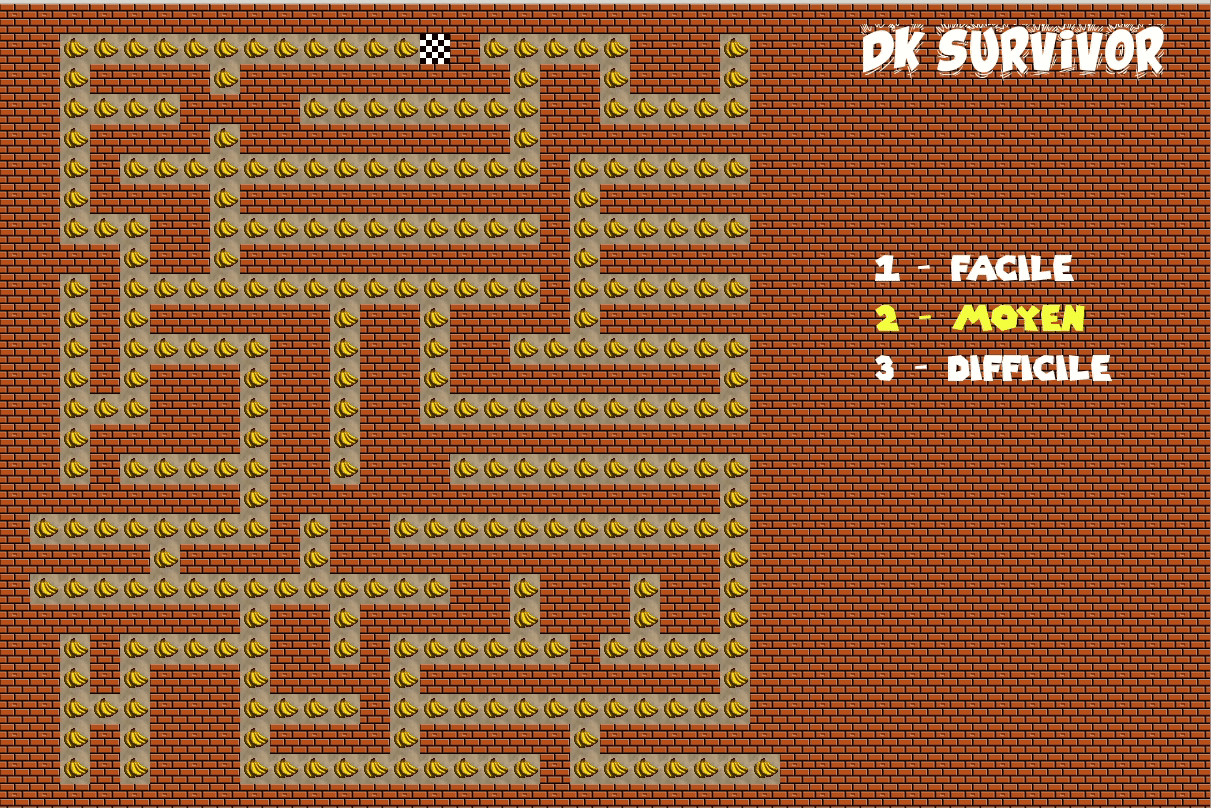 DK SURVIVOR
1 - FACILE
2 - MOYEN
3 - DIFFICILE